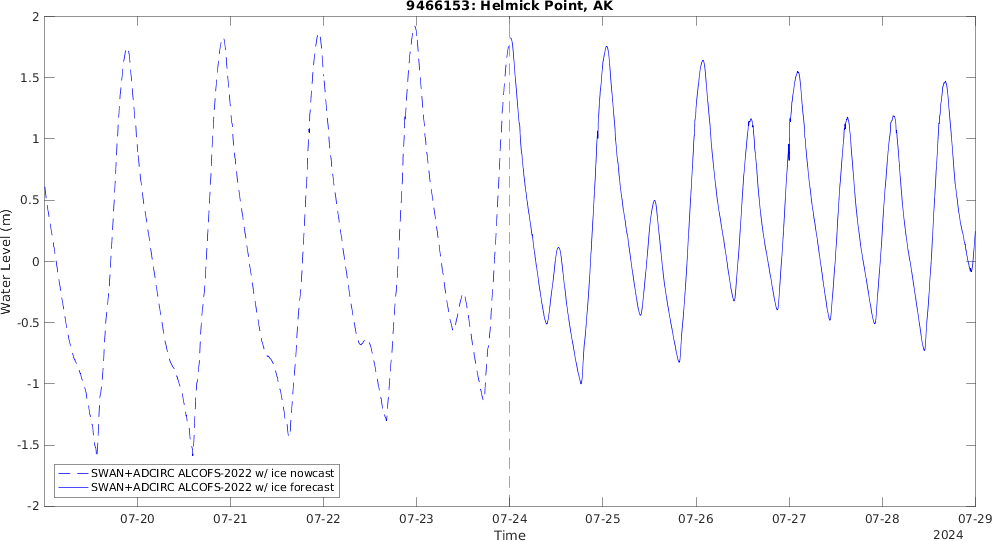 9466153: Helmick Point, AK
2
1.5
1
0.5
0
-0.5
-1
-1.5
-2
Water Level (m)
SWAN+ADCIRC ALCOFS-2022 w/ ice nowcast
SWAN+ADCIRC ALCOFS-2022 w/ ice forecast
07-20 07-21 07-22 07-23 07-24 07-25 07-26 07-27 07-28 07-29
Time
2024